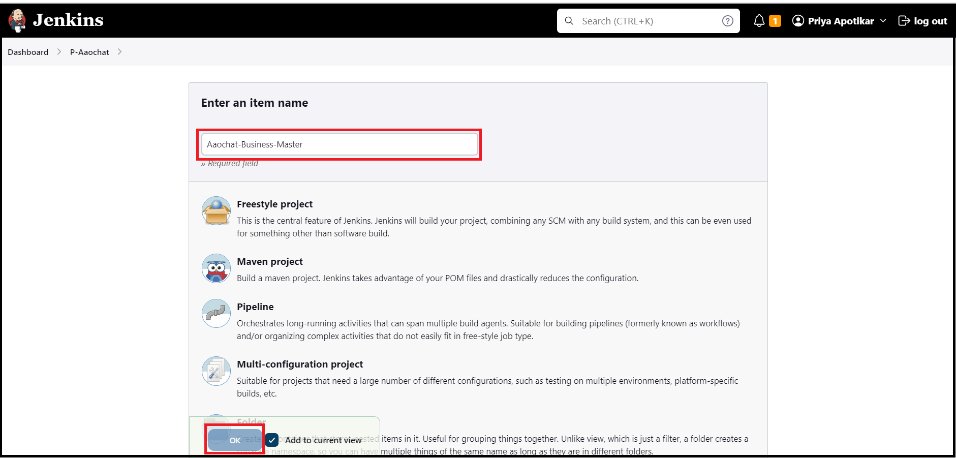 Jenkins
Search (CTRL+K)
1
Priya Apotikar
log out
Dashboard
P-Aaochat
Enter an item name
Aaochat-Business-Master
» Required field
Freestyle project
This is the central feature of Jenkins. Jenkins will build your project, combining any SCM with any build system, and this can be even used
for something other than software build.
Maven project
Build a maven project. Jenkins takes advantage of your POM files and drastically reduces the configuration.
Pipeline
Orchestrates long-running activities that can span multiple build agents. Suitable for building pipelines (formerly known as workflows)
and/or organizing complex activities that do not easily fit in free-style job type.
Multi-configuration project
Suitable for projects that need a large number of different configurations, such as testing on multiple environments, platform-specific
builds, etc.
Folder
OK
Add to current view
items in it. Useful for grouping things together. Unlike view, which is just a filter, a folder creates a
namespace, so you can have multiple things of the same name as long as they are in different folders.